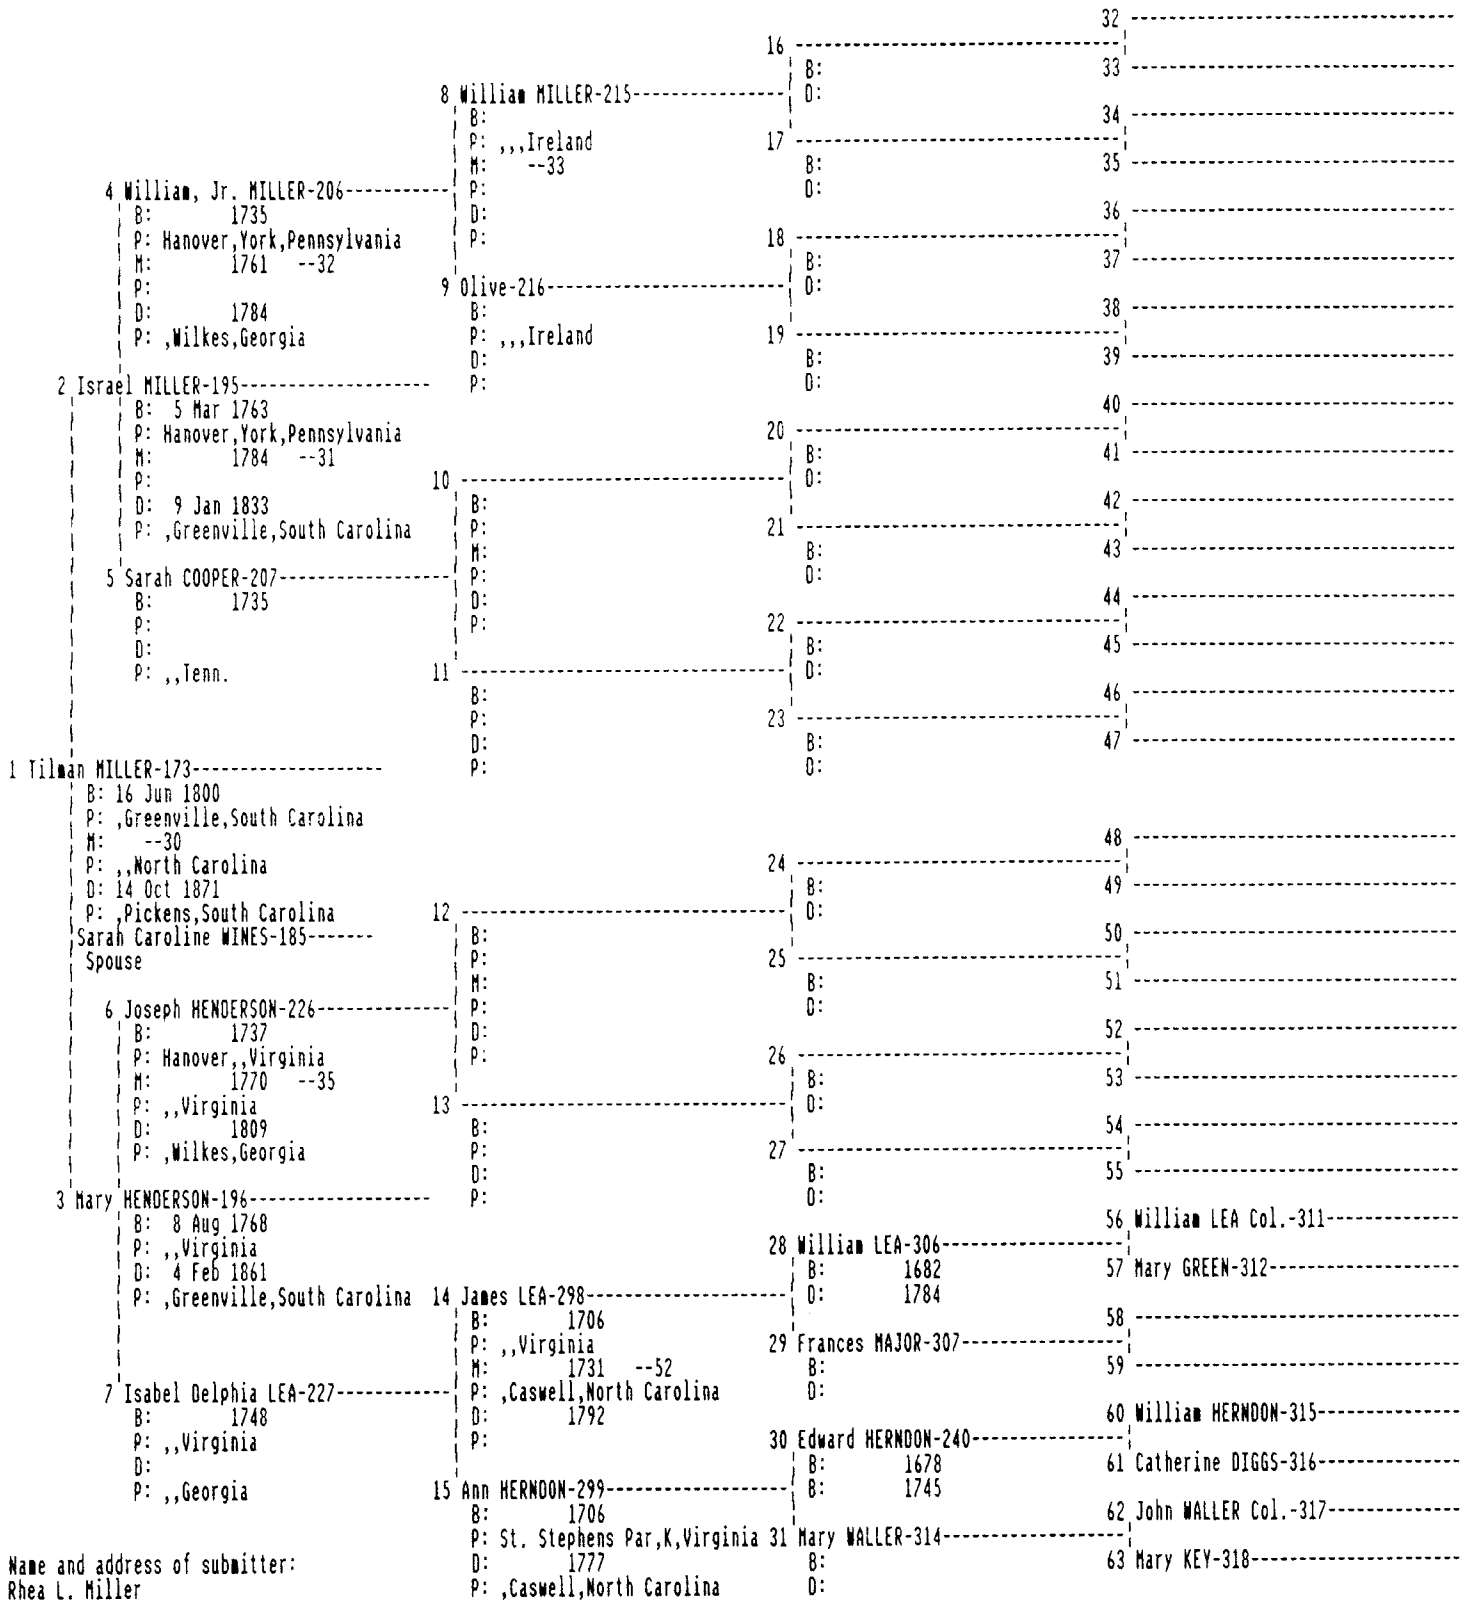 32
16
B:
33
8 William MILLER-215
D:
B:
34
P: ,,,Ireland
17
M: --33
B:
35
4 William, Jr. MILLER-206
P:
D:
B: 1735
D:
36
P: Hanover,York,Pennsylvania
P:
18
M: 1761 --32
B:
37
P:
9 Olive-216
D:
D: 1784
B:
38
P: ,Wilkes,Georgia
P: ,,,Ireland
19
D:
B:
39
2 Israel MILLER-195
P:
D:
B: 5 Mar 1763
40
P: Hanover,York,Pennsylvania
20
M: 1784 --31
B:
41
P:
10
D:
D: 9 Jan 1833
B:
42
P: ,Greenville,South Carolina
P:
21
M:
B:
43
5 Sarah COOPER-207
P:
D:
B: 1735
D:
44
P:
P:
22
D:
B:
45
P: ,,Tenn.
11
D:
B:
46
P:
23
D:
B:
47
1 Tilman MILLER-173
P:
D:
B: 16 Jun 1800
P: ,Greenville,South Carolina
M: --30
48
P: ,,North Carolina
24
D: 14 Oct 1871
B:
49
P: ,Pickens,South Carolina
12
D:
Sarah Caroline WINES-185
B:
50
Spouse
P:
25
M:
B:
51
6 Joseph HENDERSON-226
P:
D:
B: 1737
D:
52
P: Hanover,,Virginia
P:
26
M: 1770 --35
B:
53
P: ,,Virginia
13
D:
D: 1809
B:
54
P: ,Wilkes,Georgia
P:
27
D:
B:
55
3 Mary HENDERSON-196
P:
D:
B: 8 Aug 1768
56 William LEA Col.-311
P: ,,Virginia
28 William LEA-306
D: 4 Feb 1861
B: 1682
57 Mary GREEN-312
P: ,Greenville,South Carolina
14 James LEA-298
D: 1784
B: 1706
58
P: ,,Virginia
29 Frances MAJOR-307
M: 1731 --52
B:
59
7 Isabel Delphia LEA-227
P: ,Caswell,North Carolina
D:
B: 1748
D: 1792
60 William HERNDON-315
P: ,,Virginia
P:
30 Edward HERNDON-240
D:
B: 1678
61 Catherine DIGGS-316
P: ,,Georgia
15 Ann HERNDON-299
B: 1745
B: 1706
62 John WALLER Col.-317
P: St. Stephens Par,K,Virginia
31 Mary WALLER-314
Name and address of submitter:
D: 1777
B:
63 Mary KEY-318
Rhea L. Miller
P: ,Caswell,North Carolina
D: